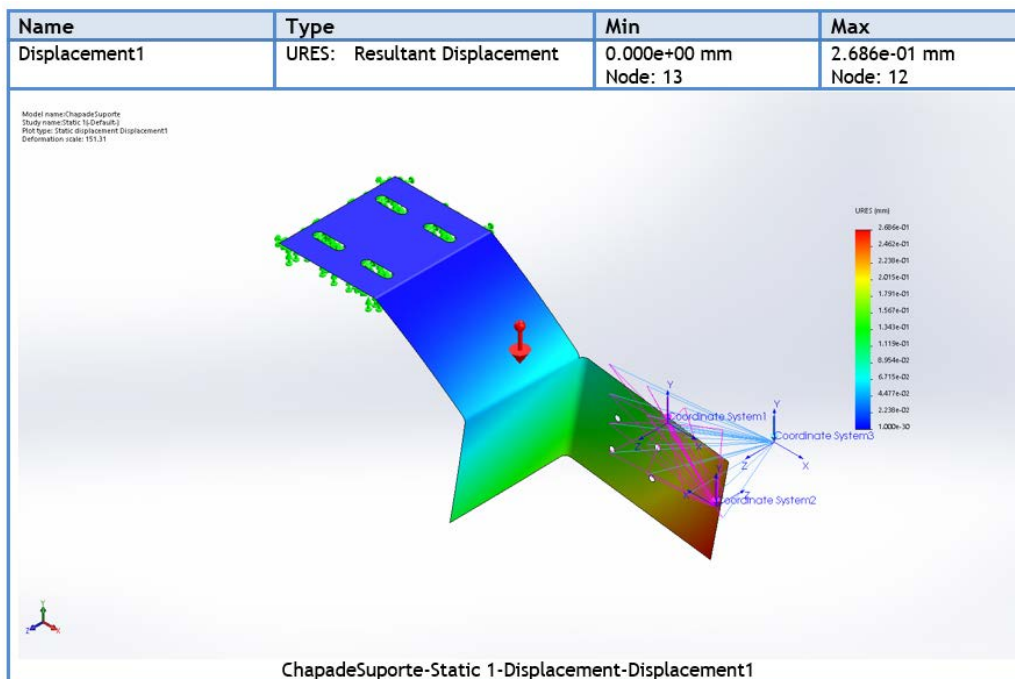 Name Type Min Max
Displacement1 URES: Resultant Displacement 0.000e+00 mm 2.686e-01 mm
Node: 13 Node: 12
Model name:ChapadeSuporte
Study name:Static 1(-Default-)
Plot type: Static displacement Displacement1
Deformation scale: 151.31
URES (mm)
2.686e-01
2.462e-01
2.238e-01
2.015e-01
1.791e-01
1.567e-01
1.343e-01
1.119e-01
8.954e-02
6.715e-02
4.477e-02
2.238e-02
1.000e-30
Y
Coordinate System1
Z
Y
Coordinate System3
Z X
Y
Coordinate System2
Y
Z X
ChapadeSuporte-Static 1-Displacement-Displacement1